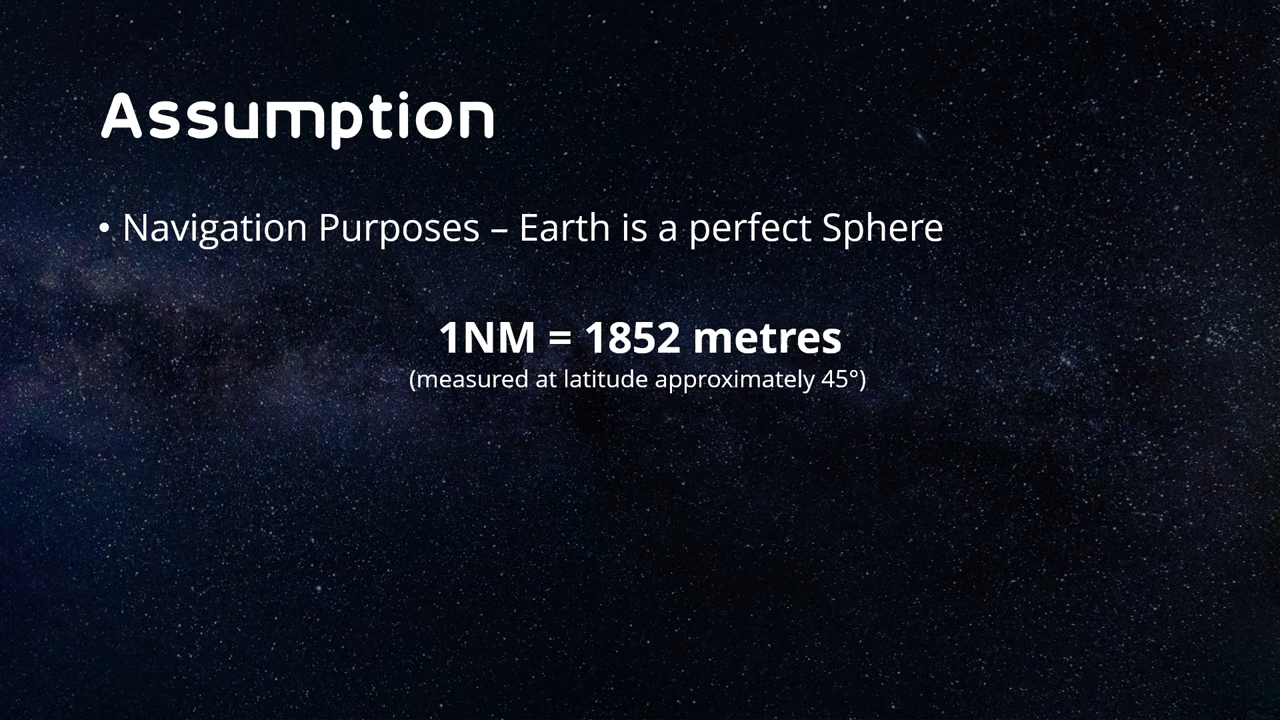 Assumption
• Navigation Purposes – Earth is a perfect Sphere
1NM = 1852 metres
(measured at latitude approximately 45°)